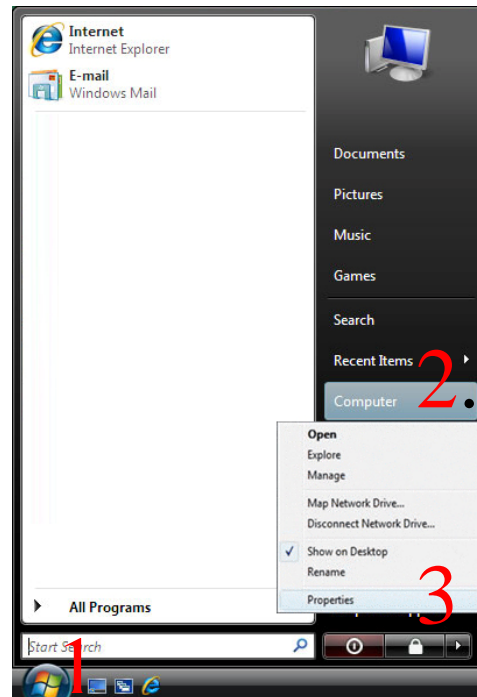 Internet
Internet Explorer
E-mail
Windows Mail
Documents
Pictures
Music
Games
Search
Recent Items
2.
Computer
Open
Explore
Manage
Map Network Drive...
Disconnect Network Drive...
Show on Desktop
Rename
Properties
3
All Programs
Start Search
1